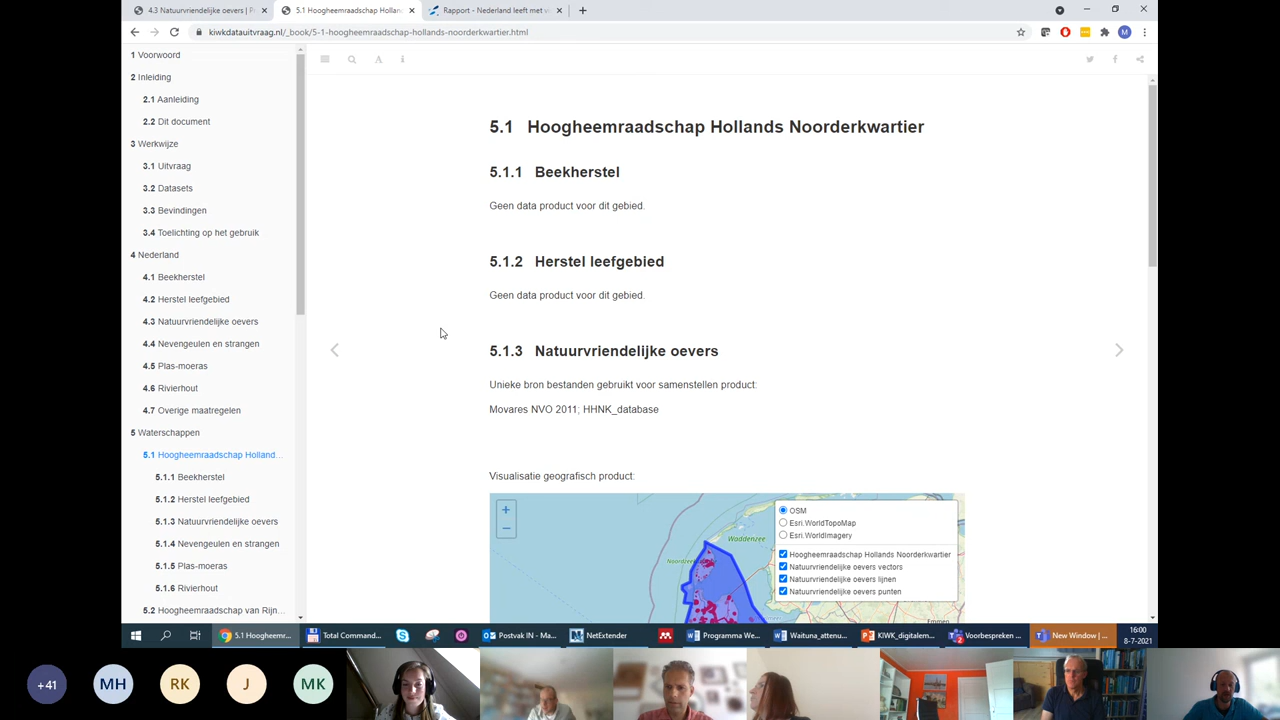 4.3 Natuurvriendelijke oevers | P
5.1 Hoogheemraadschap Hollan
Rapport - Nederland leeft met v
kiwkdatauitvraag.nl/_book/5-1-hoogheemraadschap-hollands-noorderkwartier.html
M
1 Voorwoord
2 Inleiding
2.1 Aanleiding
2.2 Dit document
3 Werkwijze
3.1 Uitvraag
3.2 Datasets
3.3 Bevindingen
3.4 Toelichting op het gebruik
4 Nederland
4.1 Beekherstel
4.2 Herstel leefgebied
4.3 Natuurvriendelijke oevers
4.4 Nevengeulen en strangen
4.5 Plas-moeras
4.6 Rivierhout
4.7 Overige maatregelen
5 Waterschappen
5.1 Hoogheemraadschap Holland…
5.1.1 Beekherstel
5.1.2 Herstel leefgebied
5.1.3 Natuurvriendelijke oevers
5.1.4 Nevengeulen en strangen
5.1.5 Plas-moeras
5.1.6 Rivierhout
5.2 Hoogheemraadschap van Rijn…
A
i
5.1 Hoogheemraadschap Hollands Noorderkwartier
5.1.1 Beekherstel
Geen data product voor dit gebied.
5.1.2 Herstel leefgebied
Geen data product voor dit gebied.
5.1.3 Natuurvriendelijke oevers
Unieke bron bestanden gebruikt voor samenstellen product:
Movares NVO 2011; HHNK_database
Visualisatie geografisch product:
+
−
Waddenzee
OSM
Esri.WorldTopoMap
Esri.WorldImagery
Hoogheemraadschap Hollands Noorderkwartier
Natuurvriendelijke oevers vectors
Natuurvriendelijke oevers lijnen
Natuurvriendelijke oevers punten
Emmen
5.1 Hoogheemr...
Total Comman...
Postvak IN - Ma...
NetExtender
Programma We...
Waituna_attenu...
KIWK_digitalem...
Voorbespreken ...
New Window | ...
16:00
8-7-2021
+41
MH
RK
J
MK